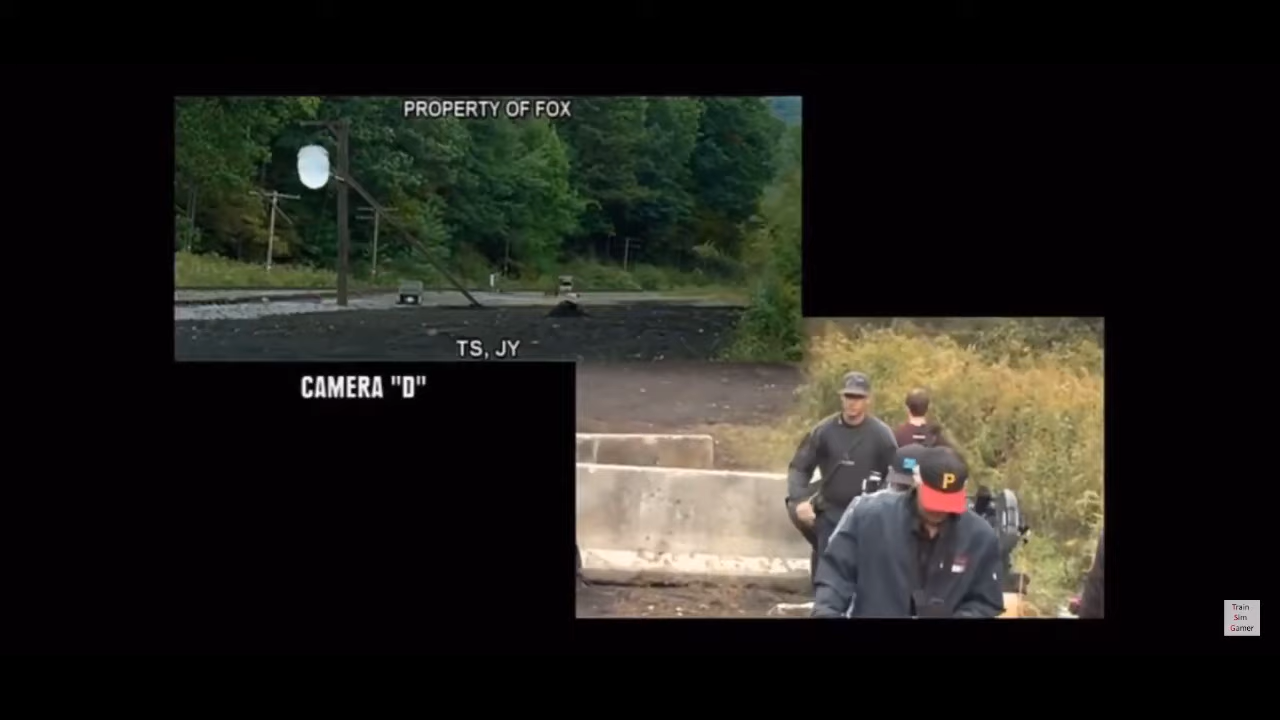 PROPERTY OF FOX
TS, JY
CAMERA "D"
P
Train
Sim
Gamer